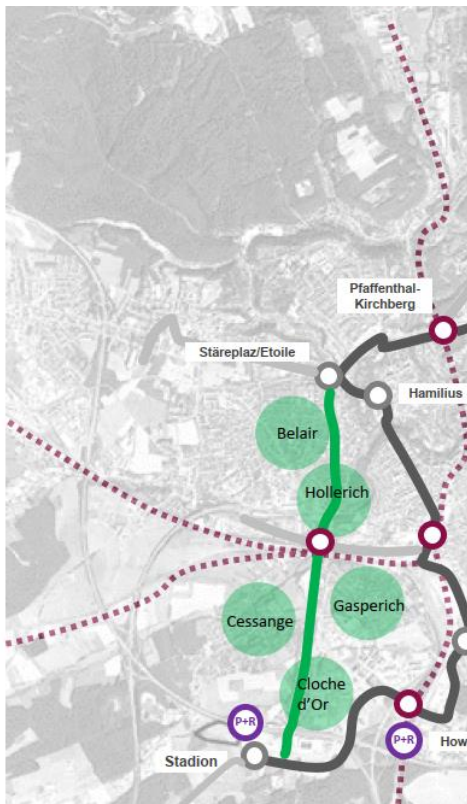 Pfaffenthal-
Kirchberg
Stäreplaz/Etoile
Hamilius
Belair
Hollerich
Cessange
Gasperich
Cloche
d'Or
P+R
Stadion
P+R
How